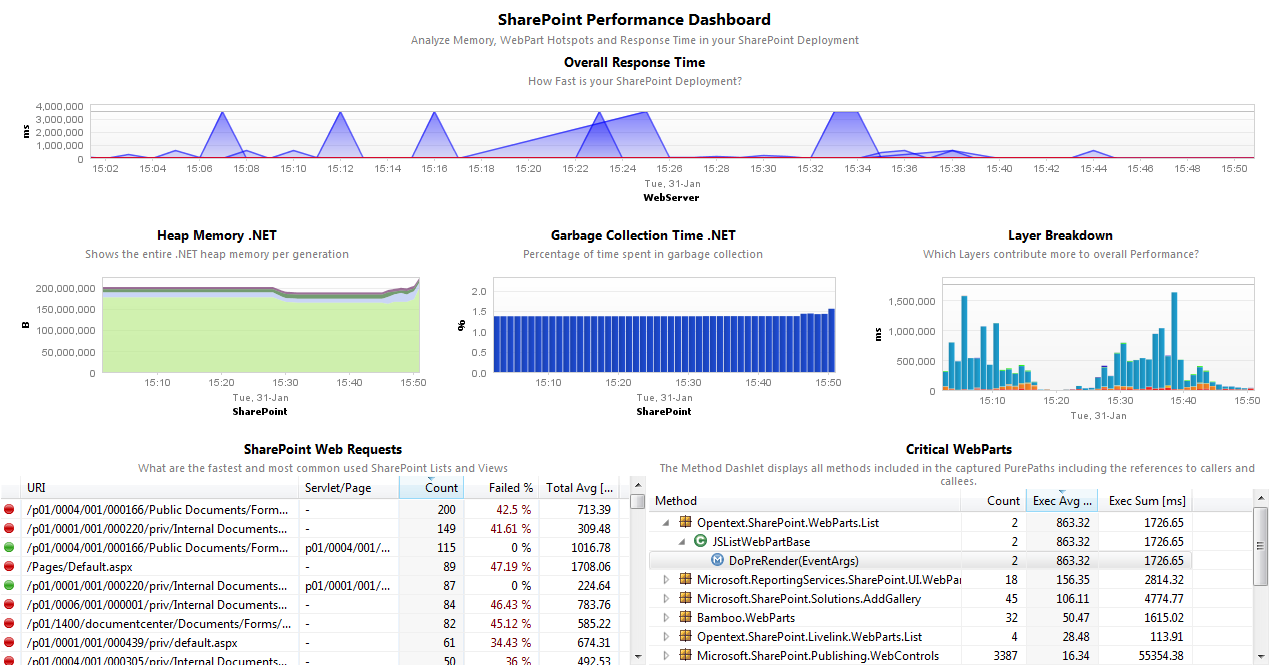 SharePoint Performance Dashboard
Analyze Memory, WebPart Hotspots and Response Time in your SharePoint Deployment
Overall Response Time
How Fast is your SharePoint Deployment?
ms
4,000,000
3,000,000
2,000,000
1,000,000
0
15:02 15:04 15:06 15:08 15:10 15:12 15:14 15:16 15:18 15:20 15:22 15:24 15:26 15:28 15:30 15:32 15:34 15:36 15:38 15:40 15:42 15:44 15:46 15:48 15:50
Tue, 31-Jan
WebServer
Heap Memory .NET
Shows the entire .NET heap memory per generation
B
200,000,000
150,000,000
100,000,000
50,000,000
0
15:10 15:20 15:30 15:40 15:50
Tue, 31-Jan
SharePoint
Garbage Collection Time .NET
Percentage of time spent in garbage collection
%
2.0
1.5
1.0
0.5
0.0
15:10 15:20 15:30 15:40 15:50
Tue, 31-Jan
SharePoint
Layer Breakdown
Which Layers contribute more to overall Performance?
ms
1,500,000
1,000,000
500,000
0
15:10 15:20 15:30 15:40 15:50
Tue, 31-Jan
SharePoint Web Requests
What are the fastest and most common used SharePoint Lists and Views
URI Servlet/Page Count Failed % Total Avg [...
/p01/0004/001/000166/Public Documents/Form... - 200 42.5 % 713.39
/p01/0001/001/000220/priv/Internal Documents... - 149 41.61 % 309.48
/p01/0004/001/000166/Public Documents/Form... p01/0004/001/... 115 0 % 1016.78
/Pages/Default.aspx - 89 47.19 % 1708.06
/p01/0001/001/000220/priv/Internal Documents... p01/0001/001/... 87 0 % 224.64
/p01/0006/001/000001/priv/Internal Documents... - 84 46.43 % 783.76
/p01/1400/documentcenter/Documents/Forms/... - 82 45.12 % 585.22
/p01/0001/001/000439/priv/default.aspx - 61 34.43 % 674.31
/p01/0004/001/000305/priv/Internal Documents... - 50 36 % 492.53
Critical WebParts
The Method Dashlet displays all methods included in the captured PurePaths including the references to callers and
callees.
Method Count Exec Avg ... Exec Sum [ms]
Opentext.SharePoint.WebParts.List 2 863.32 1726.65
JSListWebPartBase 2 863.32 1726.65
DoPreRender(EventArgs) 2 863.32 1726.65
Microsoft.ReportingServices.SharePoint.UI.WebPar 18 156.35 2814.32
Microsoft.SharePoint.Solutions.AddGallery 45 106.11 4774.77
Bamboo.WebParts 32 50.47 1615.02
Opentext.SharePoint.Livelink.WebParts.List 4 28.48 113.91
Microsoft.SharePoint.Publishing.WebControls 3387 16.34 55354.38